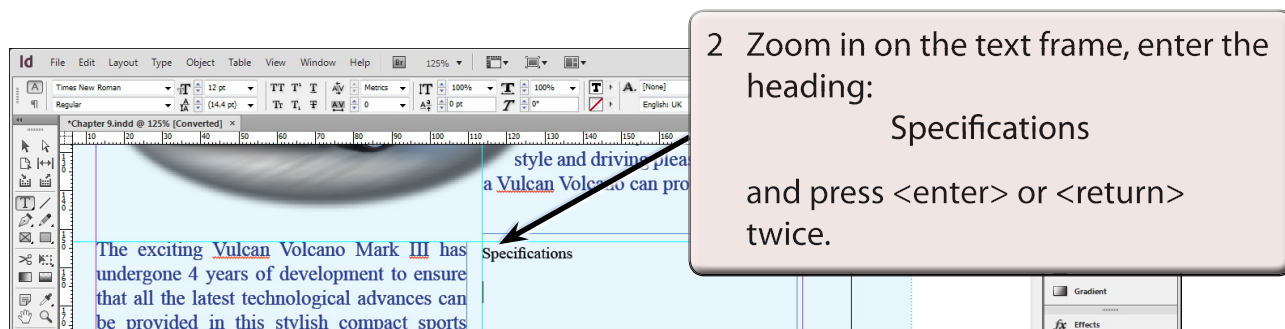 2 Zoom in on the text frame, enter the
heading:
Specifications
and press <enter> or <return>
twice.
Id File Edit Layout Type Object Table View Window Help Br 125%
A Times New Roman 12 pt TT T¹ T Metrics 100% 100% T A. [None]
¶ Regular (14.4 pt) Tr T₁ T 0 0 pt T 0° English: UK
*Chapter 9.indd @ 125% [Converted] ×
10 20 30 40 50 60 70 80 90 100 110 120 130 140 150 160
style and driving pleas
a Vulcan Volcano can pro
The exciting Vulcan Volcano Mark III has
undergone 4 years of development to ensure
that all the latest technological advances can
be provided in this stylish compact sports
Specifications
Gradient
fx Effects